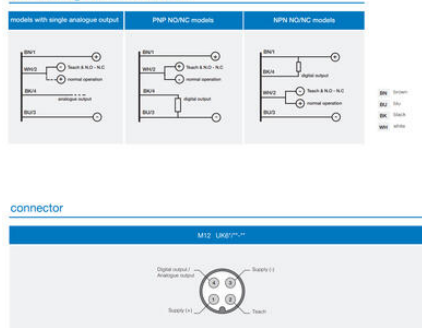 models with single analogue output
PNP NO/NC models
NPN NO/NC models
BN/1
WH/2
Teach & N.O - N.C
normal operation
BK/4
analogue output
BU/3
BN/1
WH/2
Teach & N.O - N.C
normal operation
BK/4
digital output
BU/3
BN/1
BK/4
digital output
WH/2
Teach & N.O - N.C
normal operation
BU/3
BN brown
BU blu
BK black
WH white
connector
M12 UK6*/**-**
Digital output /
Analogue output
Supply (-)
4 3
1 2
Supply (+)
Teach